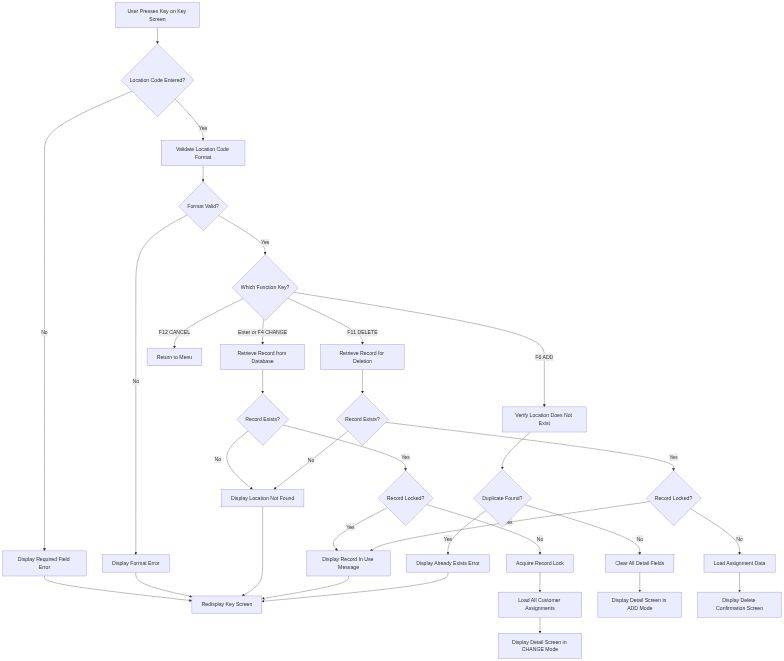 User Presses Key on Key
Screen
Location Code Entered?
Yes
Validate Location Code
Format
Format Valid?
Yes
Which Function Key?
No
F12 CANCEL
Enter or F4 CHANGE
F11 DELETE
Return to Menu
Retrieve Record from
Database
Retrieve Record for
Deletion
F6 ADD
No
Record Exists?
Record Exists?
Verify Location Does Not
Exist
No
No
Yes
Yes
Display Location Not Found
Record Locked?
Duplicate Found?
Record Locked?
Yes
Yes
No
No
No
Display Required Field
Error
Display Format Error
Display Record In Use
Message
Display Already Exists Error
Acquire Record Lock
Clear All Detail Fields
Load Assignment Data
Redisplay Key Screen
Load All Customer
Assignments
Display Detail Screen in
ADD Mode
Display Delete
Confirmation Screen
Display Detail Screen in
CHANGE Mode